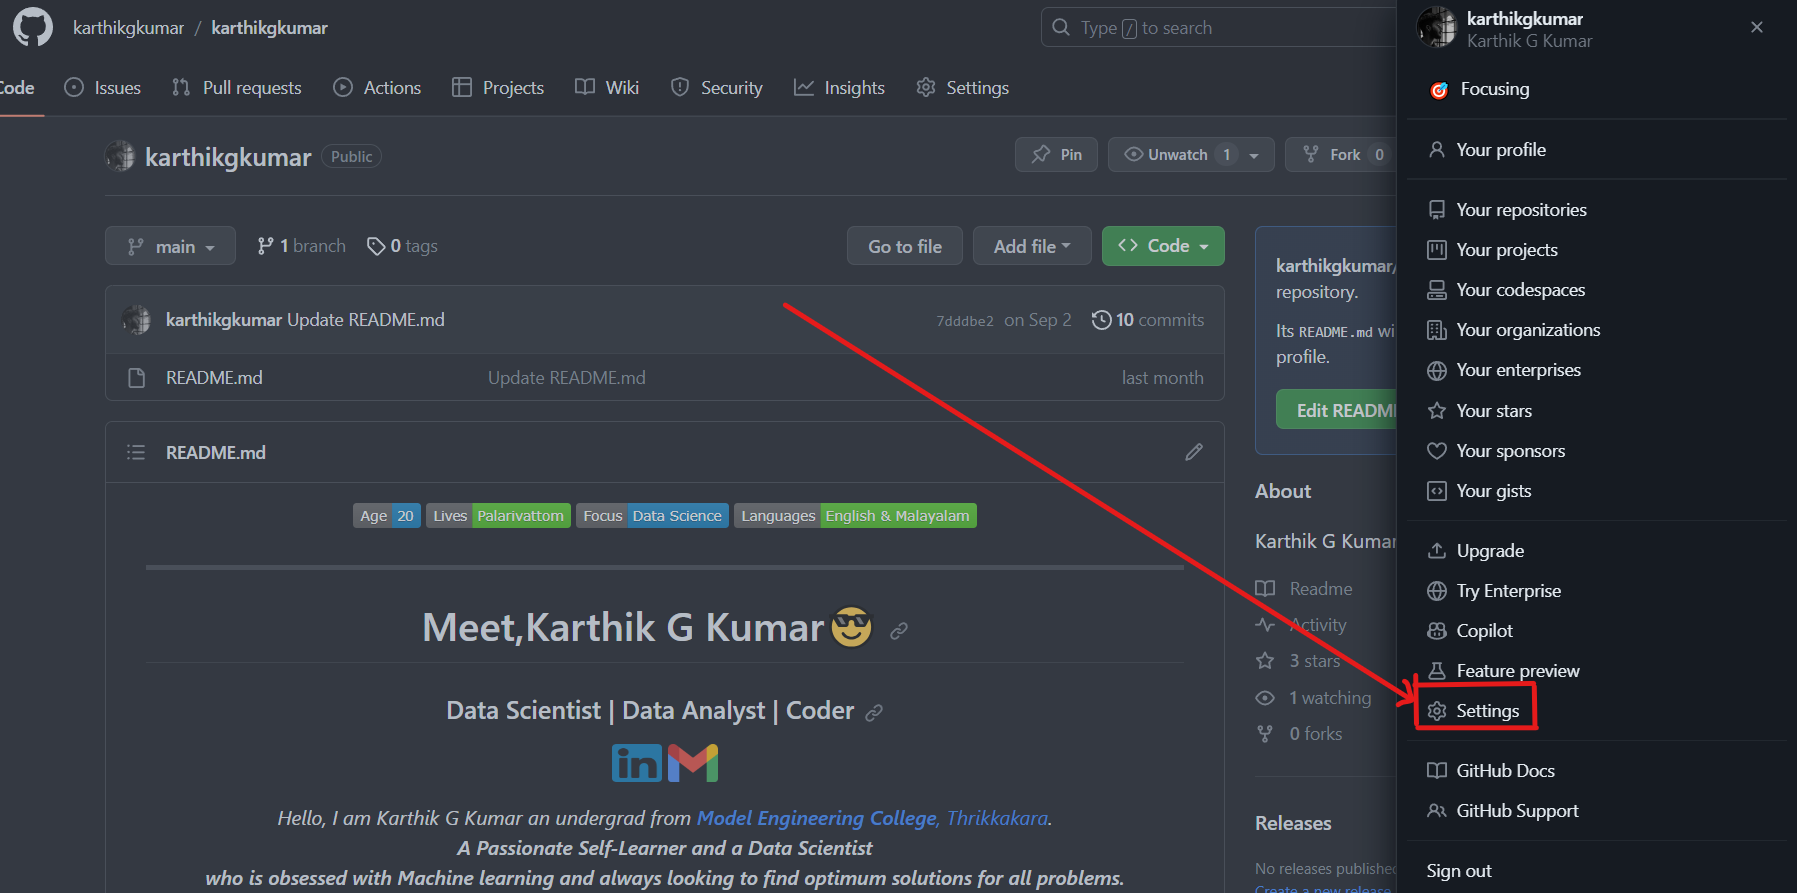 karthikgkumar / karthikgkumar
Type / to search
Code Issues Pull requests Actions Projects Wiki Security Insights Settings
karthikgkumar Public
Pin Unwatch 1 Fork 0
main 1 branch 0 tags
Go to file Add file Code
karthikgkumar Update README.md 7dddbe2 on Sep 2 10 commits
README.md Update README.md last month
README.md
Age 20 Lives Palarivattom Focus Data Science Languages English & Malayalam
Meet,Karthik G Kumar😎
Data Scientist | Data Analyst | Coder
in M
Hello, I am Karthik G Kumar an undergrad from Model Engineering College, Thrikkakara.
A Passionate Self-Learner and a Data Scientist
who is obsessed with Machine learning and always looking to find optimum solutions for all problems.
karthikgkumar/
repository.
Its README.md wi
profile.
Edit README
About
Karthik G Kumar
Readme
Activity
3 stars
1 watching
0 forks
Releases
No releases published
Create a new release
karthikgkumar
Karthik G Kumar
Focusing
Your profile
Your repositories
Your projects
Your codespaces
Your organizations
Your enterprises
Your stars
Your sponsors
Your gists
Upgrade
Try Enterprise
Copilot
Feature preview
Settings
GitHub Docs
GitHub Support
Sign out